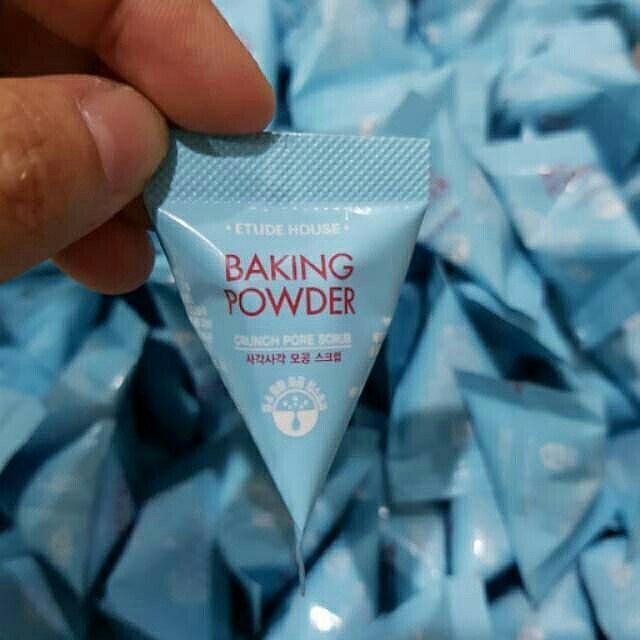 · ETUDE HOUSE ·
BAKING
POWDER
CRUNCH PORE SCRUB
사각사각 모공 스크럽